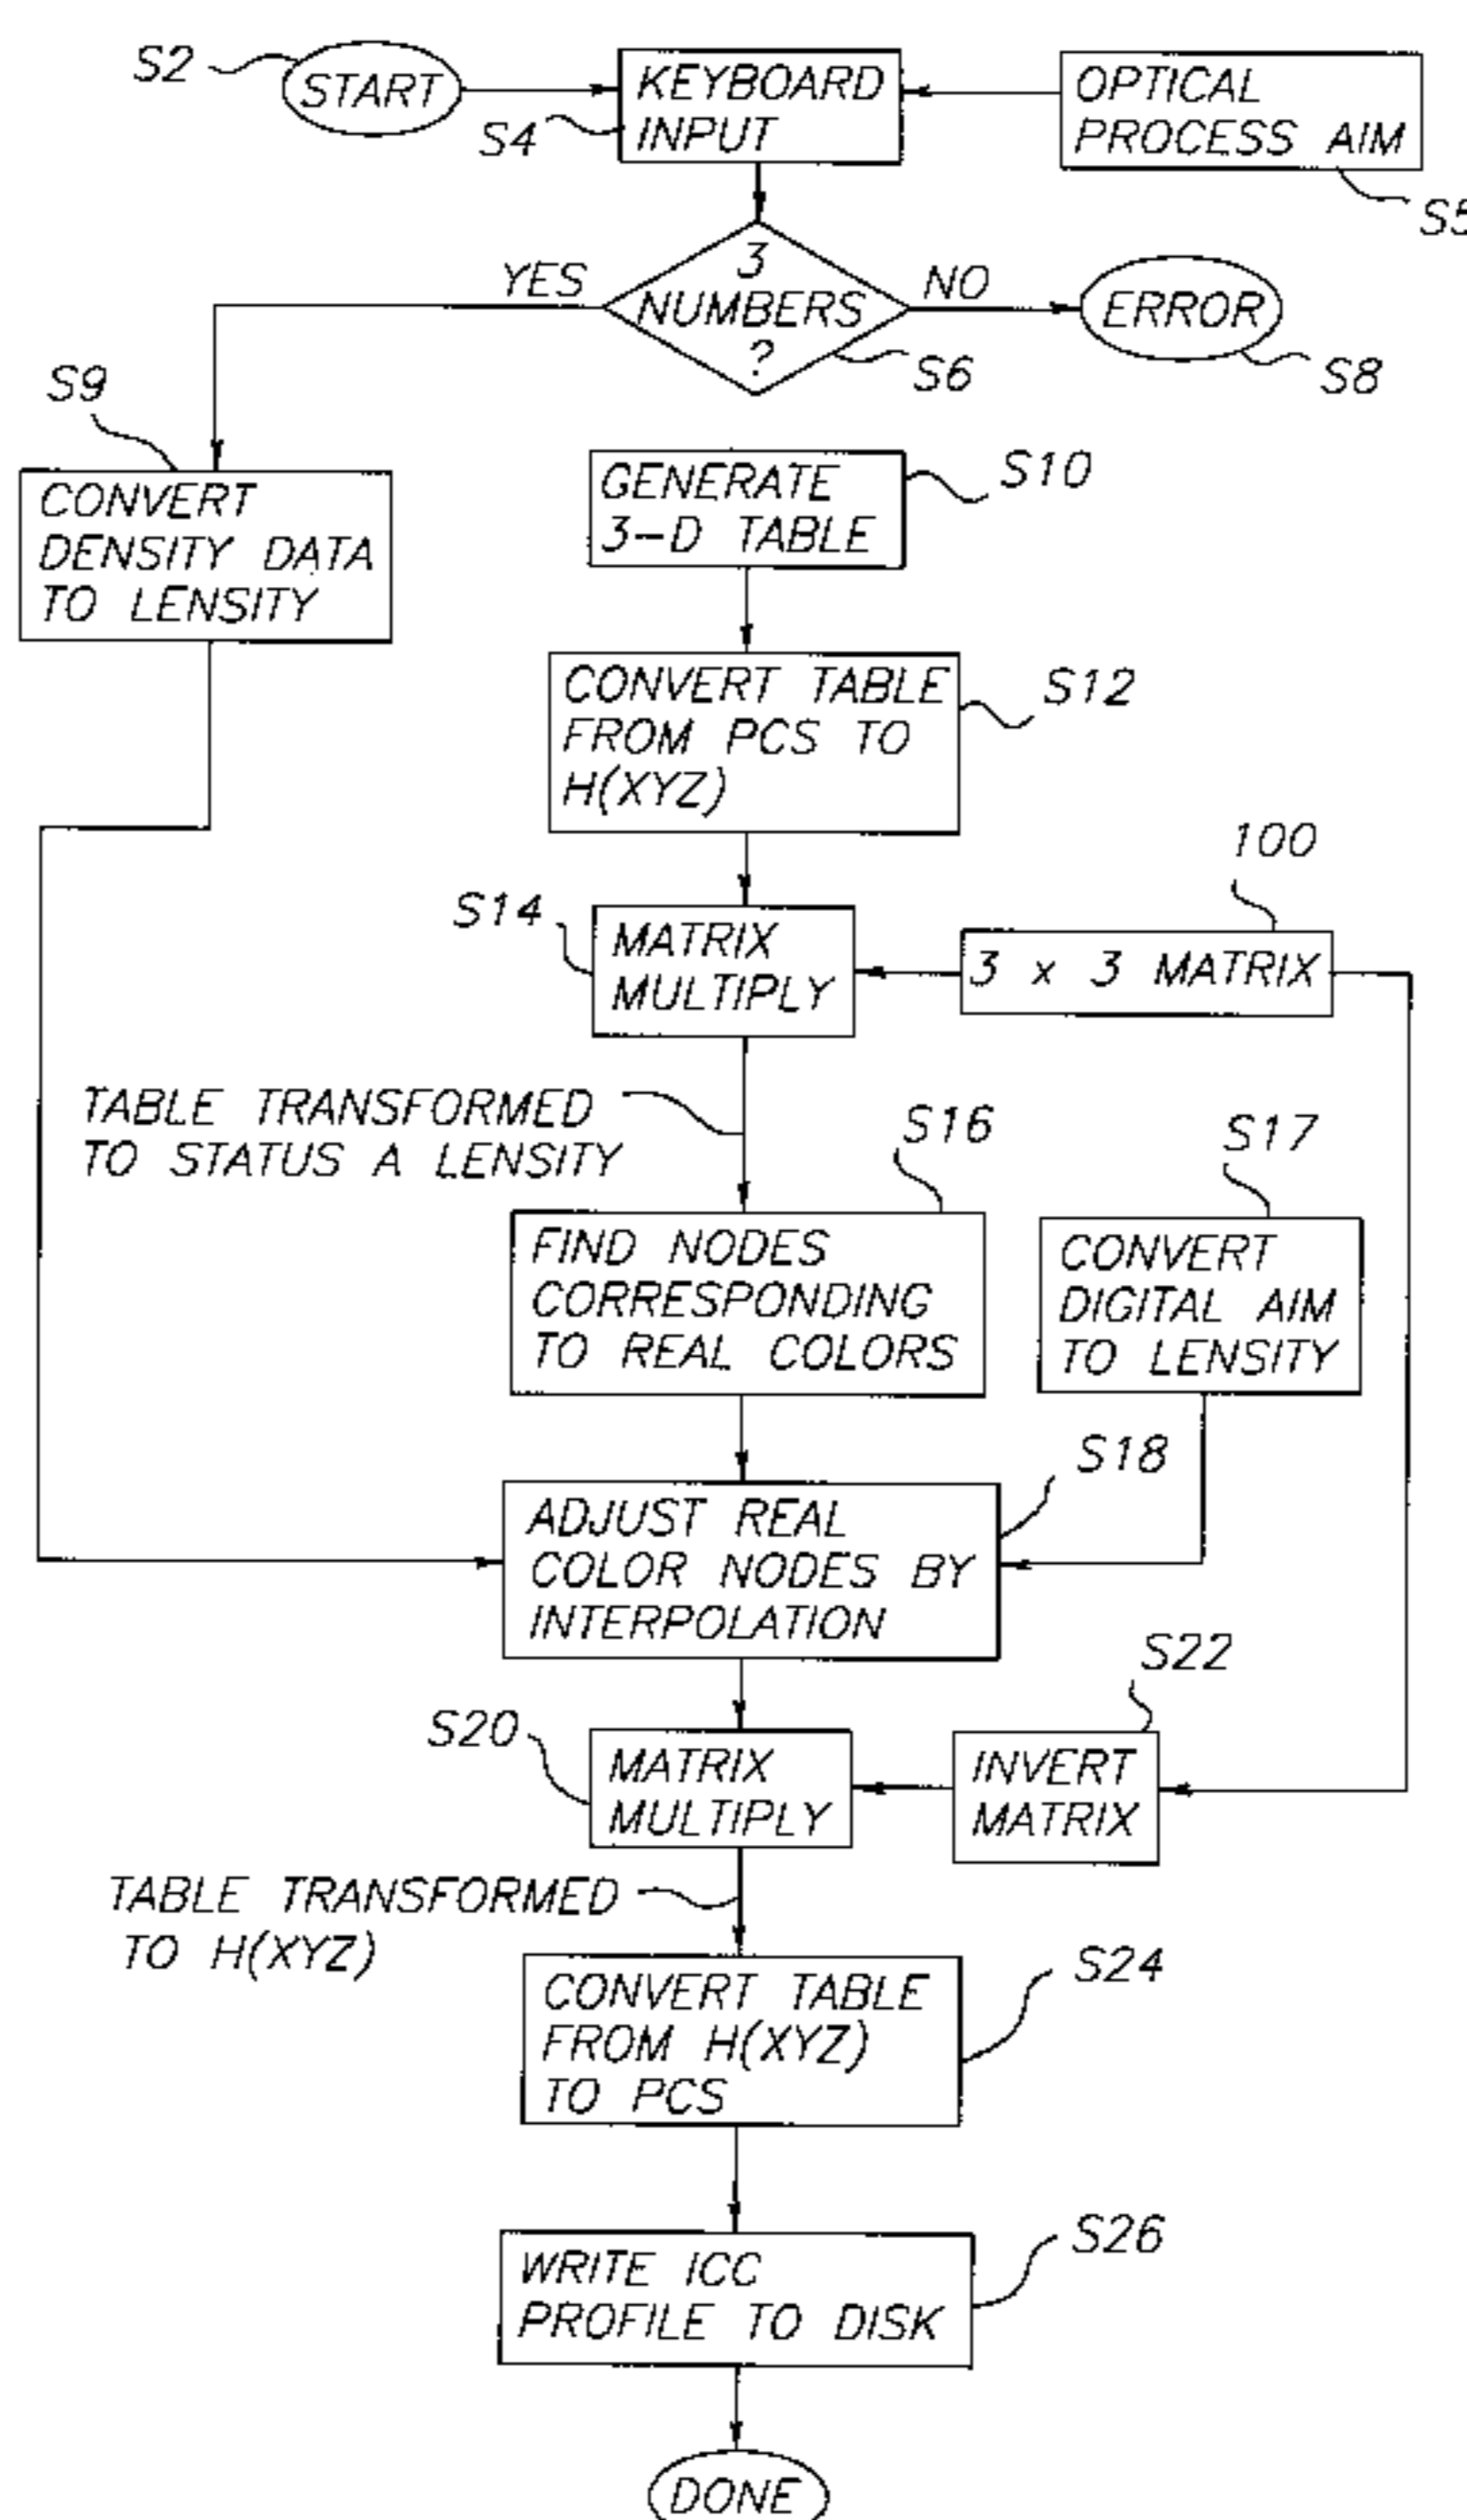 S2
START
KEYBOARD
INPUT
S4
OPTICAL
PROCESS AIM
S5
3
NUMBERS
?
YES
NO
ERROR
S6
S8
S9
CONVERT
DENSITY DATA
TO LENSITY
GENERATE
3-D TABLE
S10
CONVERT TABLE
FROM PCS TO
H(XYZ)
S12
S14
MATRIX
MULTIPLY
100
3 x 3 MATRIX
TABLE TRANSFORMED
TO STATUS A LENSITY
S16
FIND NODES
CORRESPONDING
TO REAL COLORS
S17
CONVERT
DIGITAL AIM
TO LENSITY
S18
ADJUST REAL
COLOR NODES BY
INTERPOLATION
S20
MATRIX
MULTIPLY
S22
INVERT
MATRIX
TABLE TRANSFORMED
TO H(XYZ)
S24
CONVERT TABLE
FROM H(XYZ)
TO PCS
S26
WRITE ICC
PROFILE TO DISK
DONE